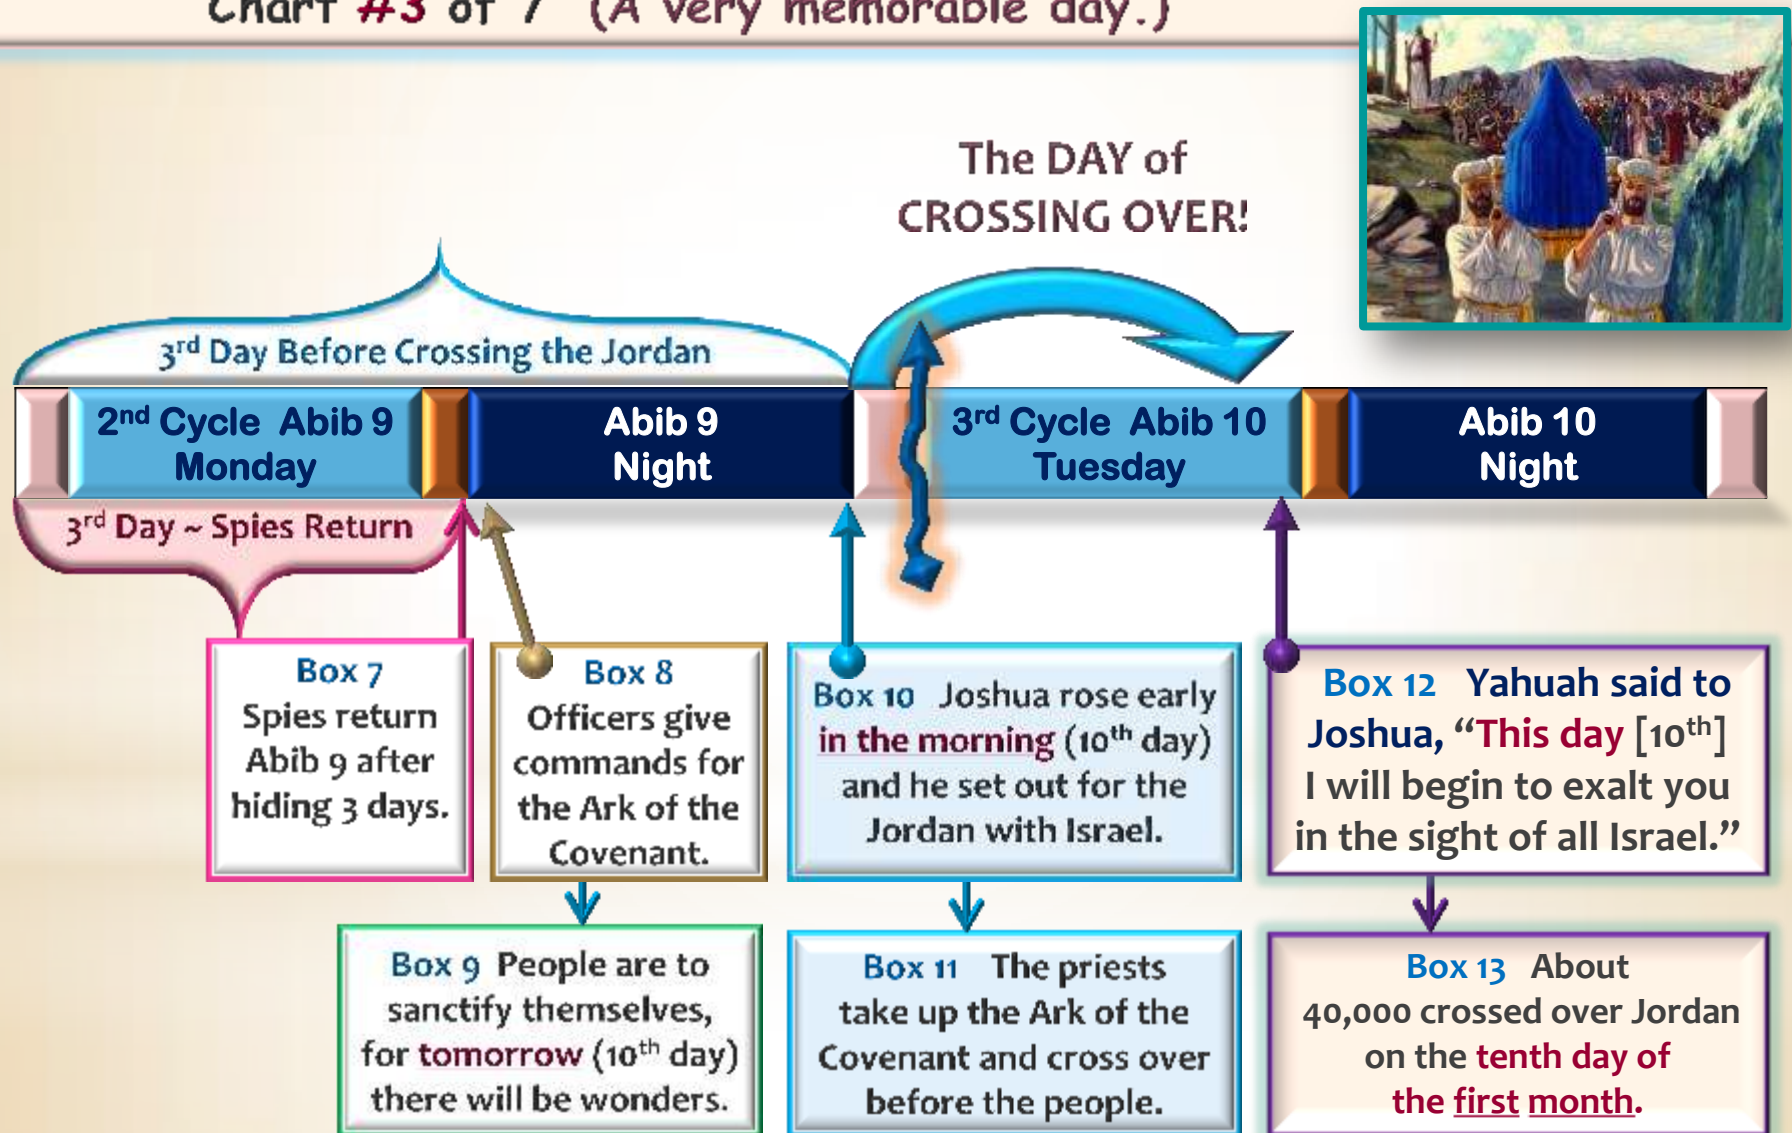 Chart #3 of 7 (A very memorable day.)
The DAY of
CROSSING OVER!
3rd Day Before Crossing the Jordan
2nd Cycle Abib 9
Monday
Abib 9
Night
3rd Cycle Abib 10
Tuesday
Abib 10
Night
3rd Day ~ Spies Return
Box 7
Spies return
Abib 9 after
hiding 3 days.
Box 8
Officers give
commands for
the Ark of the
Covenant.
Box 9 People are to
sanctify themselves,
for tomorrow (10th day)
there will be wonders.
Box 10 Joshua rose early
in the morning (10th day)
and he set out for the
Jordan with Israel.
Box 11 The priests
take up the Ark of the
Covenant and cross over
before the people.
Box 12 Yahuah said to
Joshua, “This day [10th]
I will begin to exalt you
in the sight of all Israel.”
Box 13 About
40,000 crossed over Jordan
on the tenth day of
the first month.